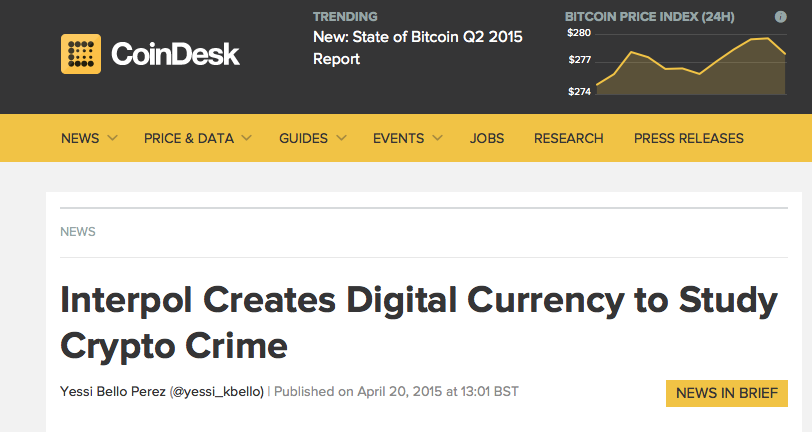 CoinDesk
TRENDING
New: State of Bitcoin Q2 2015
Report
BITCOIN PRICE INDEX (24H)
$280
$277
$274
NEWS PRICE & DATA GUIDES EVENTS JOBS RESEARCH PRESS RELEASES
NEWS
Interpol Creates Digital Currency to Study
Crypto Crime
Yessi Bello Perez (@yessi_kbello) | Published on April 20, 2015 at 13:01 BST
NEWS IN BRIEF